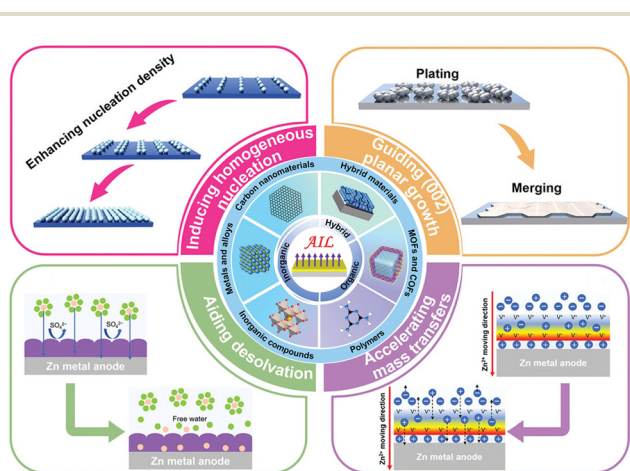 Enhancing nucleation density
Plating
Merging
Inducing homogeneous
nucleation
Guiding (002)
planar growth
Carbon nanomaterials
Hybrid materials
Metals and alloys
MOFs and COFs
Inorganic compounds
Polymers
Hybrid
Inorganic
Organic
AIL
Aiding desolvation
Accelerating
mass transfers
SO₄²⁻
SO₄²⁻
Zn metal anode
Free water
Zn metal anode
Zn²⁺ moving direction
V⁻ V⁻ V⁻ V⁻ V⁻ V⁻
Zn metal anode
Zn²⁺ moving direction
Zn metal anode